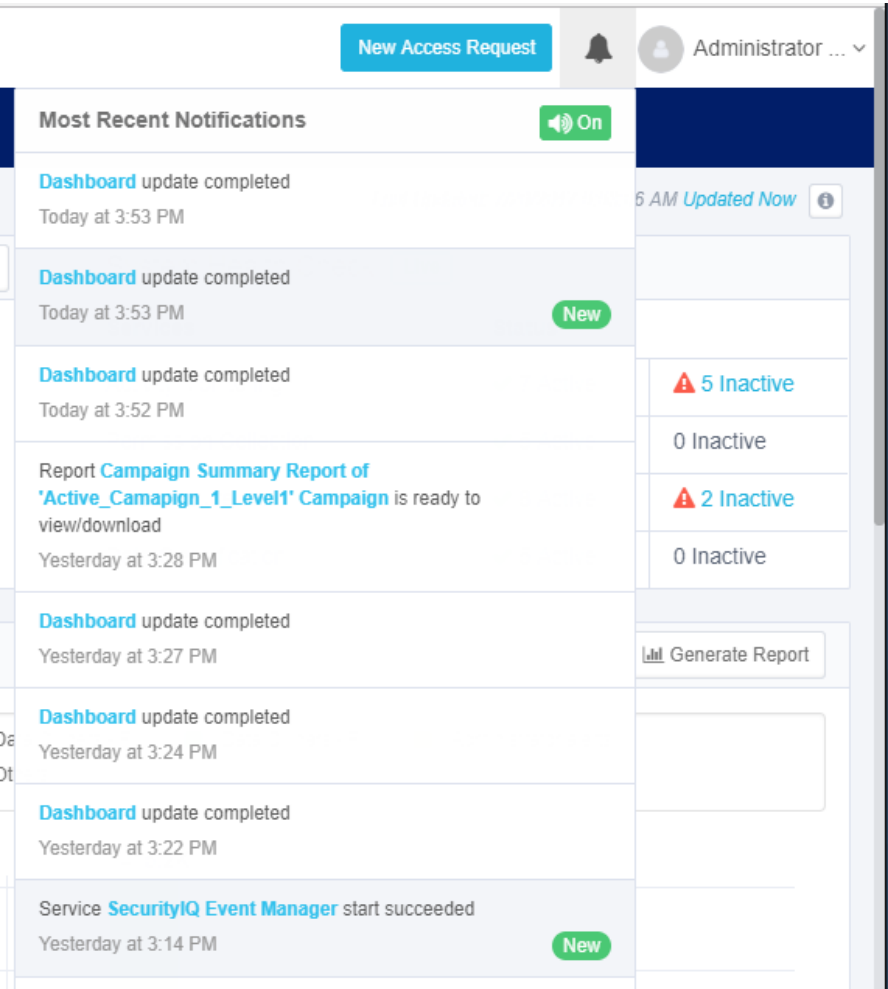 New Access Request
Administrator ...
Most Recent Notifications
On
Dashboard update completed
Today at 3:53 PM
6 AM Updated Now
Dashboard update completed
Today at 3:53 PM
New
Dashboard update completed
Today at 3:52 PM
5 Inactive
0 Inactive
Report Campaign Summary Report of
'Active_Camapign_1_Level1' Campaign is ready to
view/download
Yesterday at 3:28 PM
2 Inactive
0 Inactive
Dashboard update completed
Yesterday at 3:27 PM
Generate Report
Dashboard update completed
Yesterday at 3:24 PM
Dashboard update completed
Yesterday at 3:22 PM
Service SecurityIQ Event Manager start succeeded
Yesterday at 3:14 PM
New